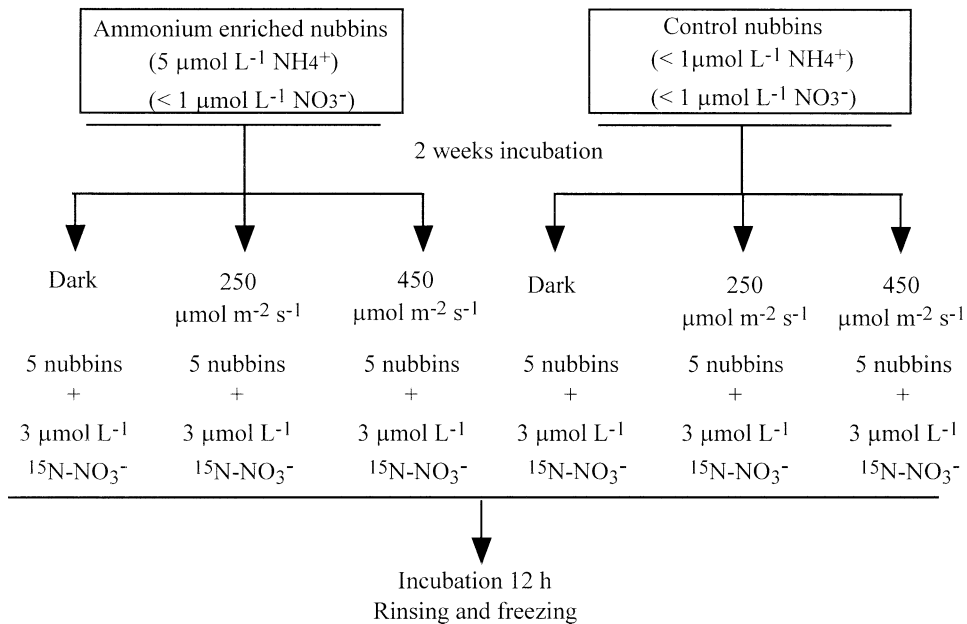 Ammonium enriched nubbins
(5 µmol L-1 NH4+)
(< 1 µmol L-1 NO3-)
Control nubbins
(< 1µmol L-1 NH4+)
(< 1 µmol L-1 NO3-)
2 weeks incubation
Dark
250
µmol m-2 s-1
450
µmol m-2 s-1
Dark
250
µmol m-2 s-1
450
µmol m-2 s-1
5 nubbins
+
3 µmol L-1
15N-NO3-
5 nubbins
+
3 µmol L-1
15N-NO3-
5 nubbins
+
3 µmol L-1
15N-NO3-
5 nubbins
+
3 µmol L-1
15N-NO3-
5 nubbins
+
3 µmol L-1
15N-NO3-
5 nubbins
+
3 µmol L-1
15N-NO3-
Incubation 12 h
Rinsing and freezing